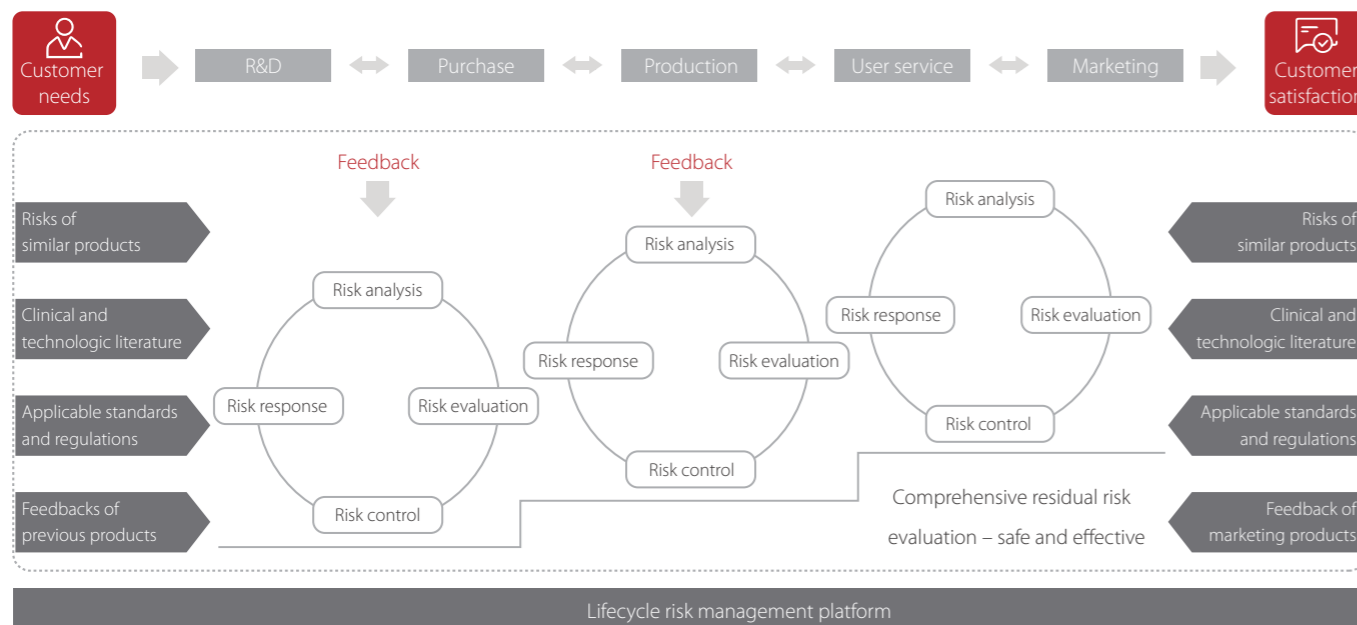 Customer
needs
R&D
Purchase
Production
User service
Marketing
Customer
satisfaction
Feedback
Feedback
Risks of
similar products
Clinical and
technologic literature
Applicable standards
and regulations
Feedbacks of
previous products
Risk analysis
Risk response
Risk evaluation
Risk control
Risk analysis
Risk response
Risk evaluation
Risk control
Risk analysis
Risk response
Risk evaluation
Risk control
Comprehensive residual risk
evaluation – safe and effective
Risks of
similar products
Clinical and
technologic literature
Applicable standards
and regulations
Feedback of
marketing products
Lifecycle risk management platform